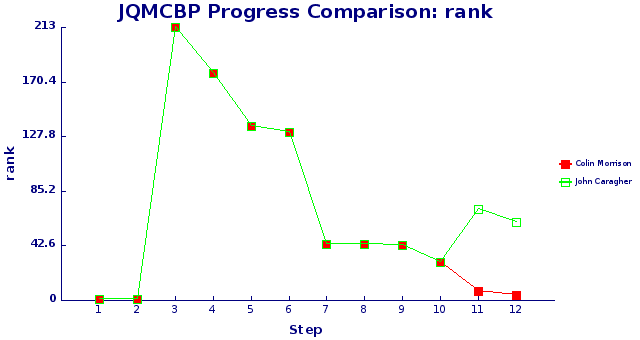 JQMCBP Progress Comparison: rank
213
170.4
127.8
85.2
42.6
0
rank
1 2 3 4 5 6 7 8 9 10 11 12
Step
Colin Morrison
John Caragher